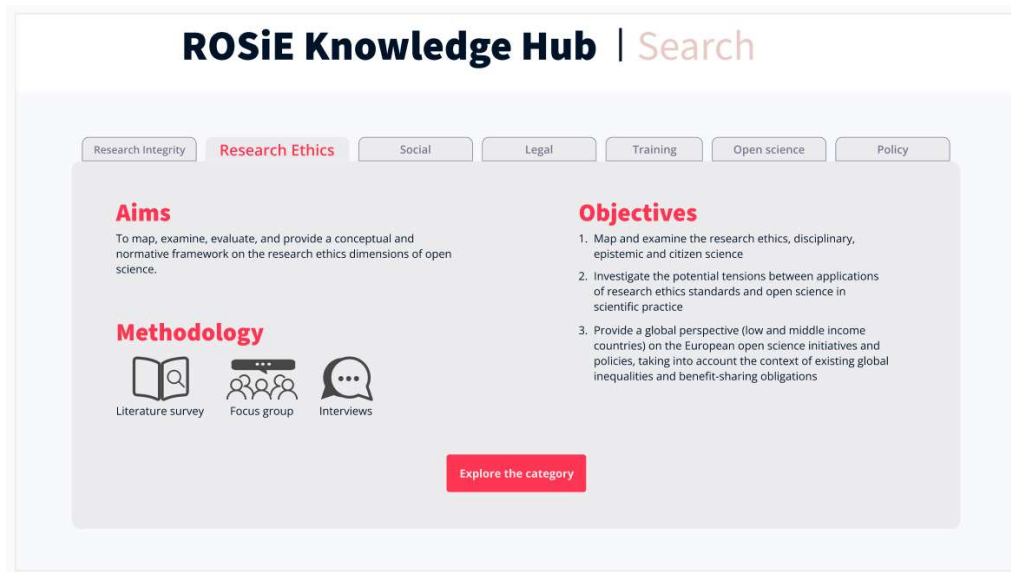 ROSiE Knowledge Hub | Search
Research Integrity
Research Ethics
Social
Legal
Training
Open science
Policy
Aims
To map, examine, evaluate, and provide a conceptual and
normative framework on the research ethics dimensions of open
science.
Methodology
Literature survey
Focus group
Interviews
Objectives
1. Map and examine the research ethics, disciplinary,
epistemic and citizen science
2. Investigate the potential tensions between applications
of research ethics standards and open science in
scientific practice
3. Provide a global perspective (low and middle income
countries) on the European open science initiatives and
policies, taking into account the context of existing global
inequalities and benefit-sharing obligations
Explore the category